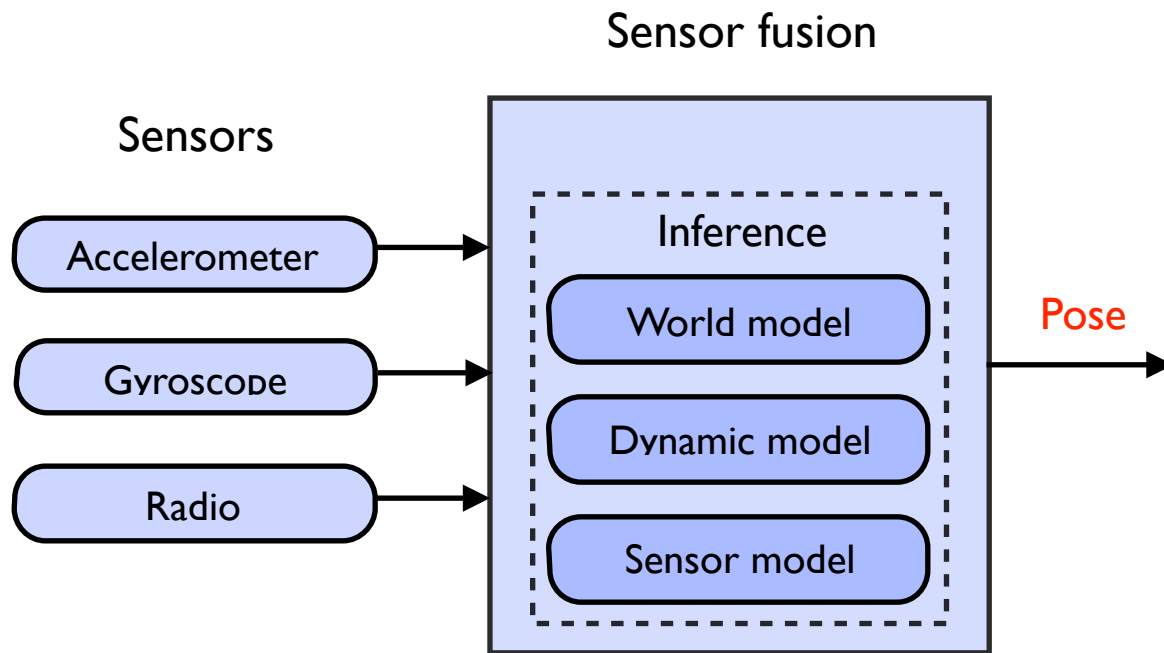 Sensor fusion
Sensors
Accelerometer
Gyroscope
Radio
Inference
World model
Dynamic model
Sensor model
Pose